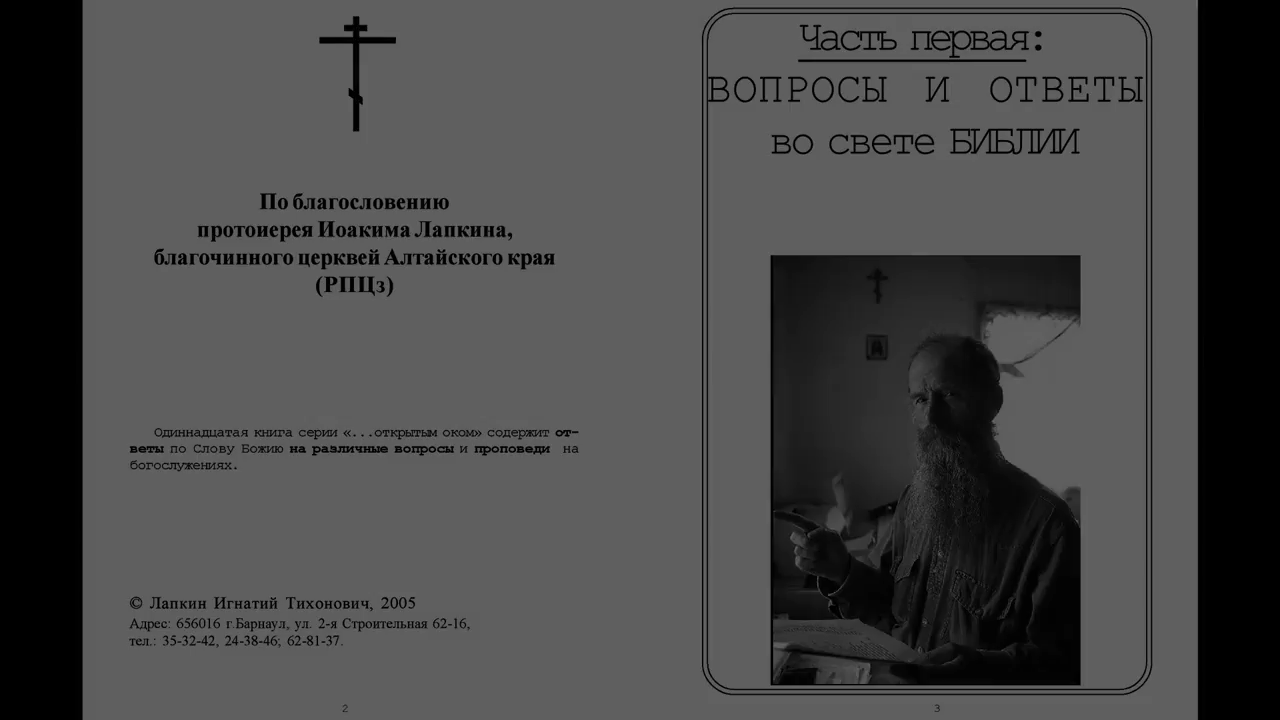 По благословению
протоиерея Иоакима Лапкина,
благочинного церквей Алтайского края
(РПЦз)
Одиннадцатая книга серии «...открытым оком» содержит от-
веты по Слову Божию на различные вопросы и проповеди на
богослужениях.
© Лапкин Игнатий Тихонович, 2005
Адрес: 656016 г.Барнаул, ул. 2-я Строительная 62-16,
тел.: 35-32-42, 24-38-46; 62-81-37.
2
Часть первая:
ВОПРОСЫ И ОТВЕТЫ
во свете БИБЛИИ
3